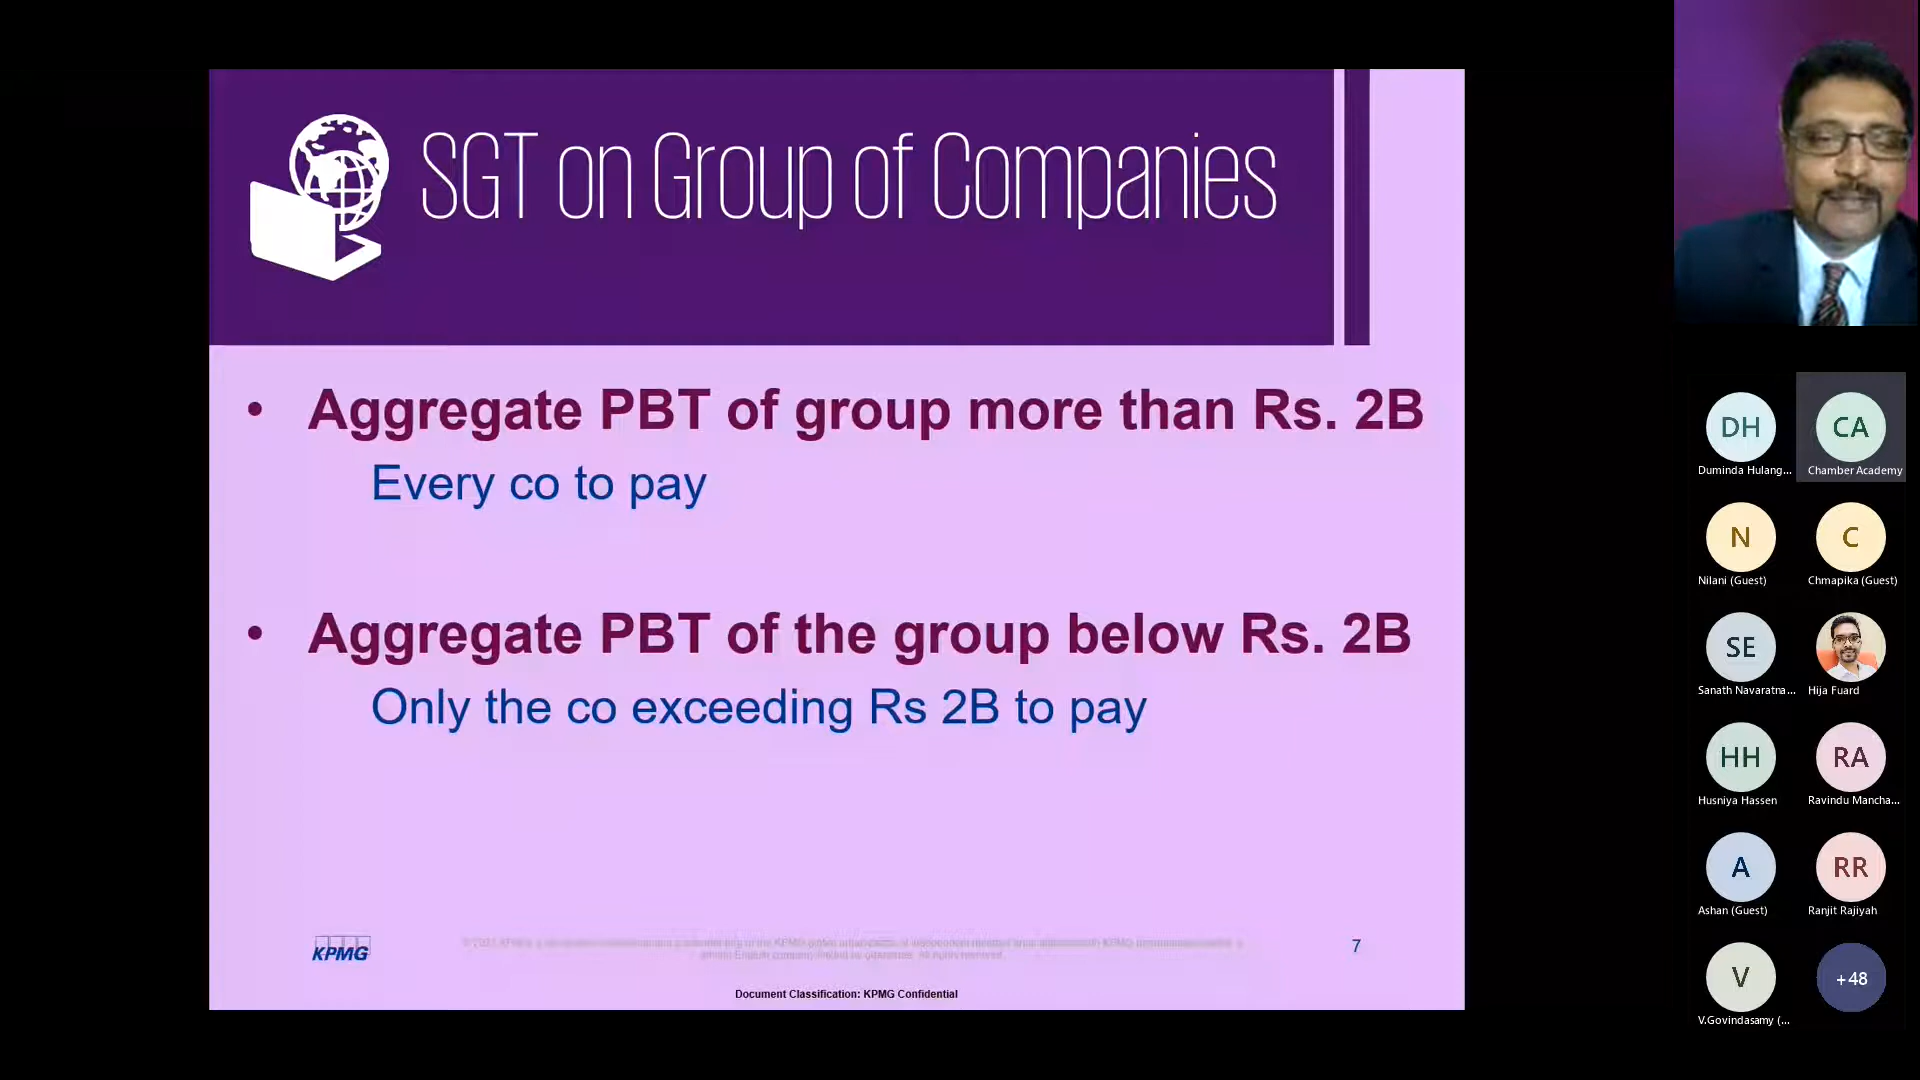 SGT on Group of Companies
• Aggregate PBT of group more than Rs. 2B
Every co to pay
• Aggregate PBT of the group below Rs. 2B
Only the co exceeding Rs 2B to pay
KPMG
7
Document Classification: KPMG Confidential
DH
Duminda Hulang...
CA
Chamber Academy
N
Nilani (Guest)
C
Chmapika (Guest)
SE
Sanath Navaratna...
Hija Fuard
HH
Husniya Hassen
RA
Ravindu Mancha...
A
Ashan (Guest)
RR
Ranjit Rajiyah
V
V.Govindasamy (...
+48